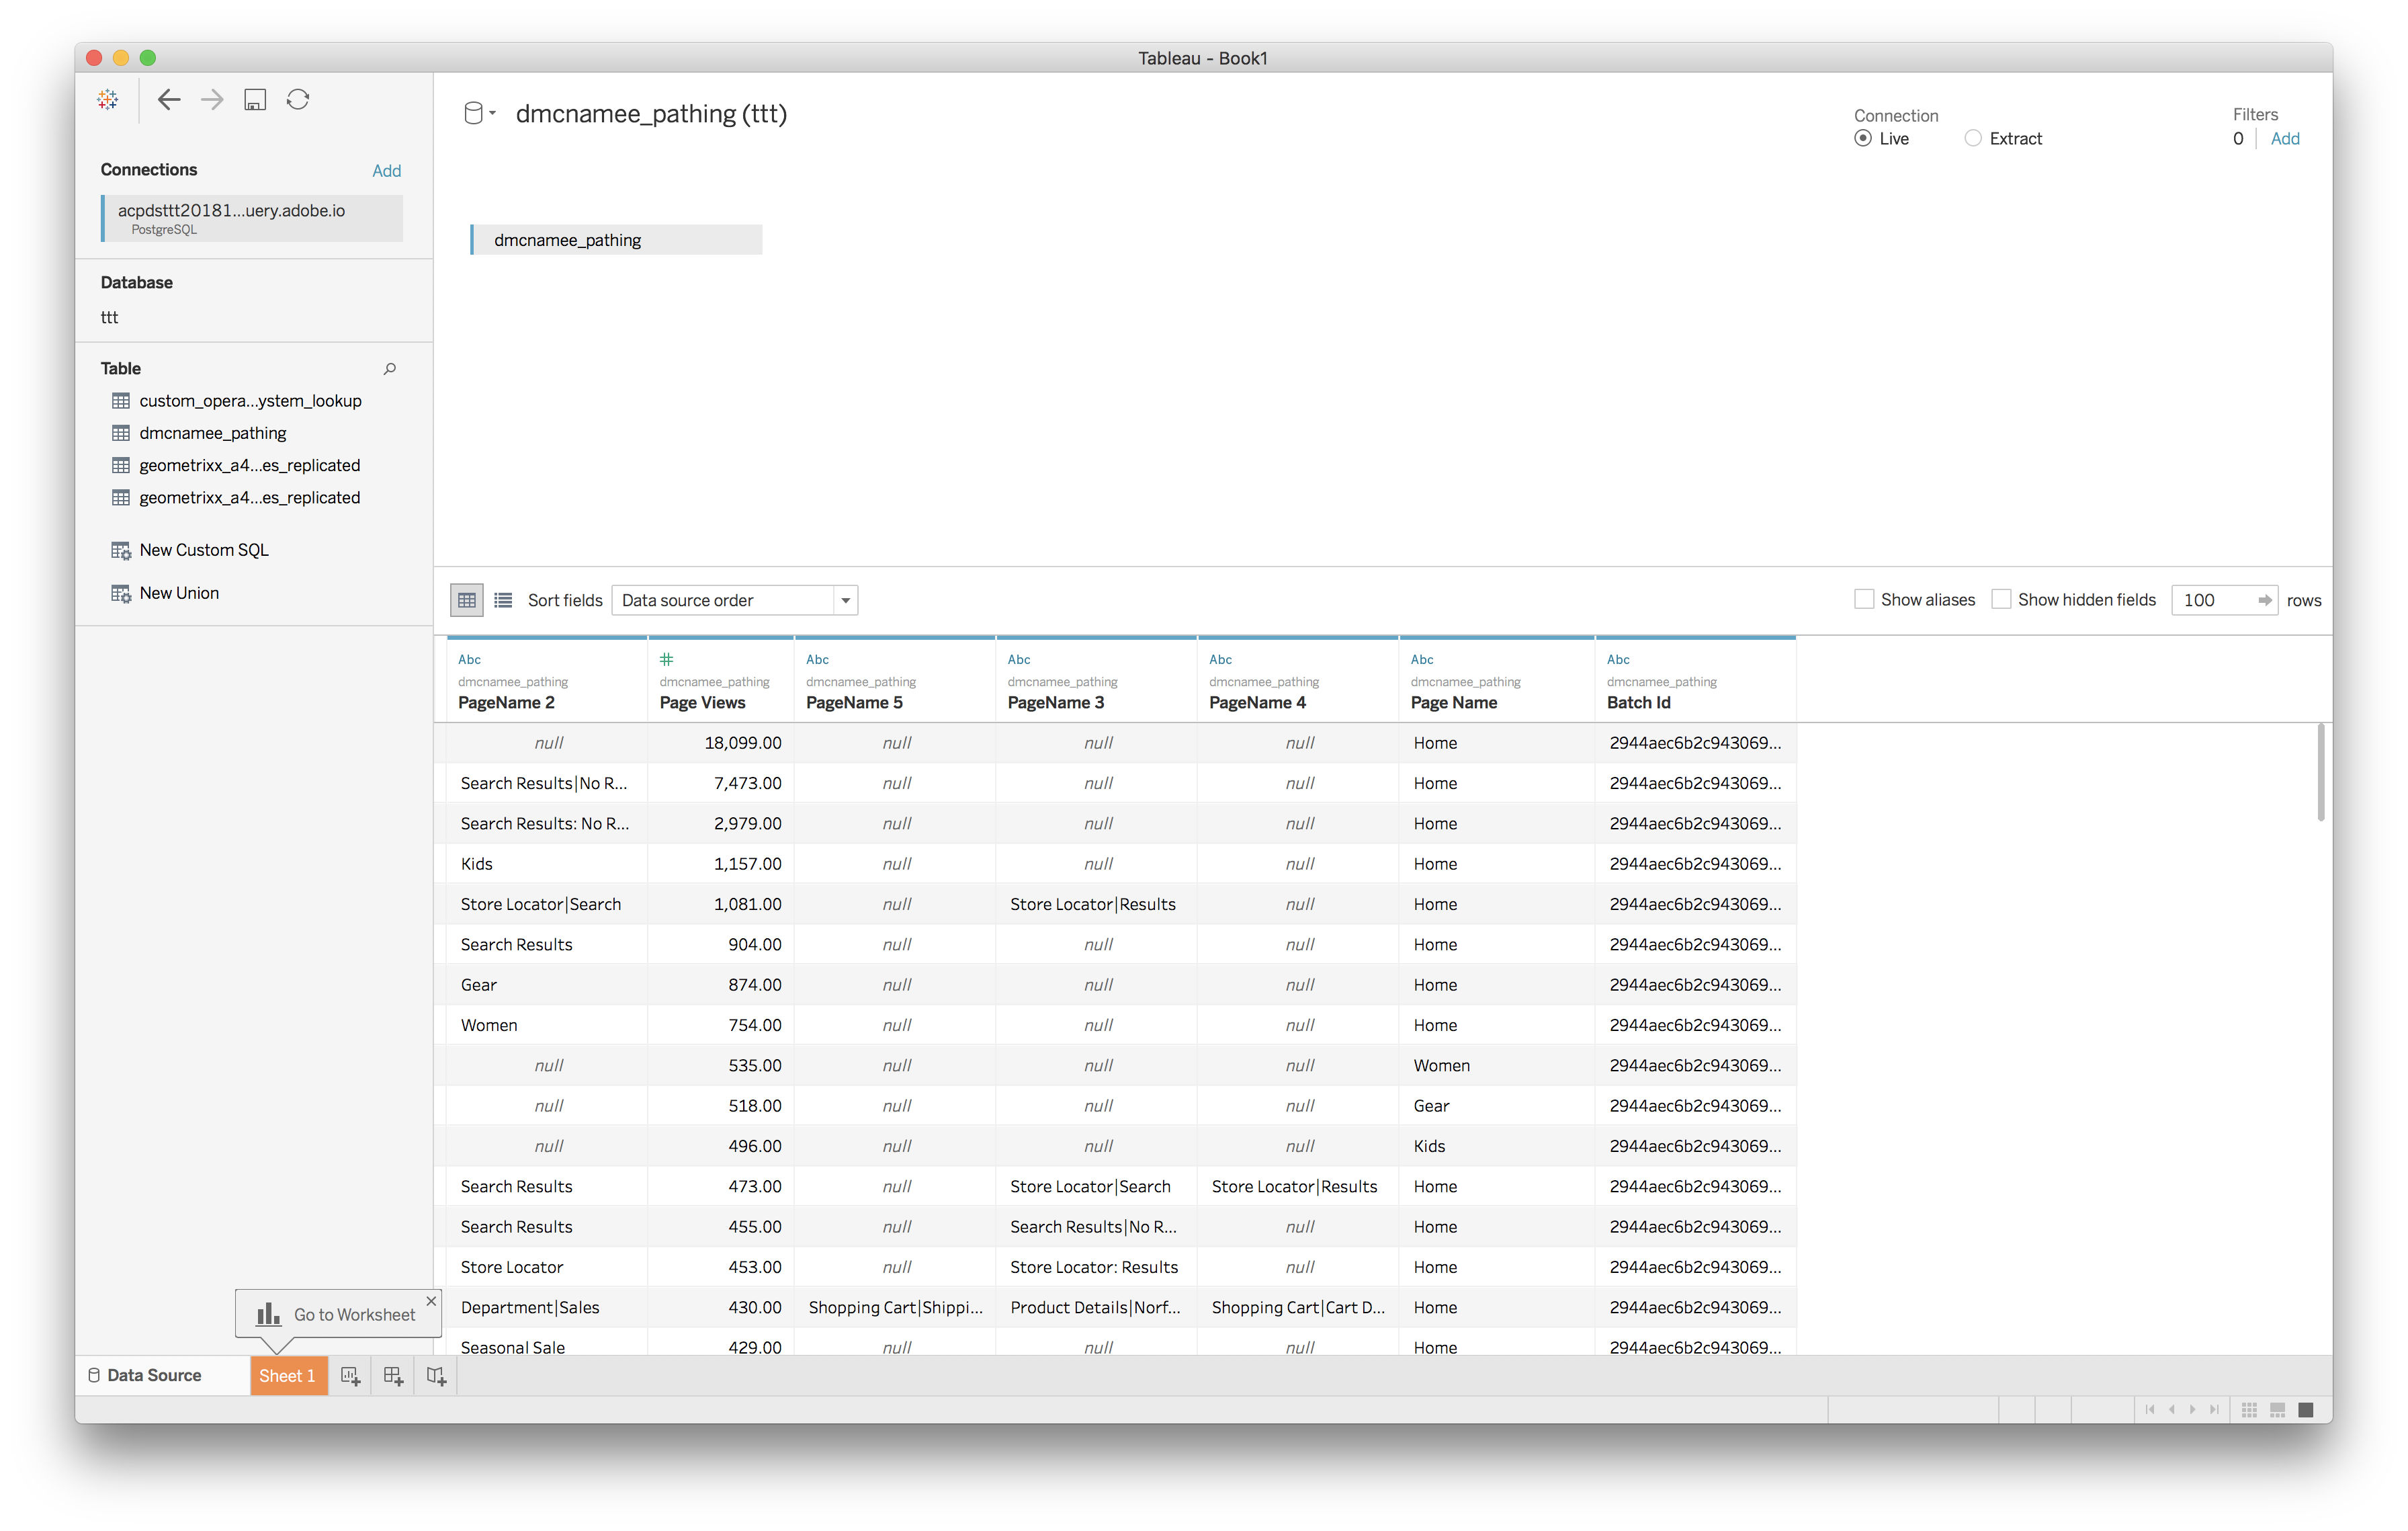 Tableau - Book1
Connections Add
acpdsttt20181...uery.adobe.io
PostgreSQL
Database
ttt
Table
custom_opera...ystem_lookup
dmcnamee_pathing
geometrixx_a4...es_replicated
geometrixx_a4...es_replicated
New Custom SQL
New Union
dmcnamee_pathing (ttt)
Connection
Live Extract
Filters
0 Add
dmcnamee_pathing
Sort fields Data source order Show aliases Show hidden fields 100 rows
Abc # Abc Abc Abc Abc Abc
dmcnamee_pathing dmcnamee_pathing dmcnamee_pathing dmcnamee_pathing dmcnamee_pathing dmcnamee_pathing dmcnamee_pathing
PageName 2 Page Views PageName 5 PageName 3 PageName 4 Page Name Batch Id
null 18,099.00 null null null Home 2944aec6b2c943069...
Search Results|No R... 7,473.00 null null null Home 2944aec6b2c943069...
Search Results: No R... 2,979.00 null null null Home 2944aec6b2c943069...
Kids 1,157.00 null null null Home 2944aec6b2c943069...
Store Locator|Search 1,081.00 null Store Locator|Results null Home 2944aec6b2c943069...
Search Results 904.00 null null null Home 2944aec6b2c943069...
Gear 874.00 null null null Home 2944aec6b2c943069...
Women 754.00 null null null Home 2944aec6b2c943069...
null 535.00 null null null Women 2944aec6b2c943069...
null 518.00 null null null Gear 2944aec6b2c943069...
null 496.00 null null null Kids 2944aec6b2c943069...
Search Results 473.00 null Store Locator|Search Store Locator|Results Home 2944aec6b2c943069...
Search Results 455.00 null Search Results|No R... null Home 2944aec6b2c943069...
Store Locator 453.00 null Store Locator: Results null Home 2944aec6b2c943069...
Department|Sales 430.00 Shopping Cart|Shippi... Product Details|Norf... Shopping Cart|Cart D... Home 2944aec6b2c943069...
Seasonal Sale 429.00 null null null Home 2944aec6b2c943069...
Go to Worksheet
Data Source Sheet 1